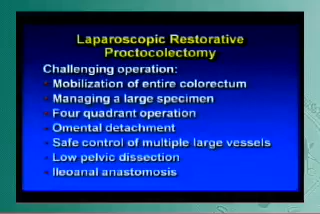 Laparoscopic Restorative
Proctocolectomy
Challenging operation:
Mobilization of entire colorectum
Managing a large specimen
Four quadrant operation
Omental detachment
Safe control of multiple large vessels
Low pelvic dissection
Ileoanal anastomosis